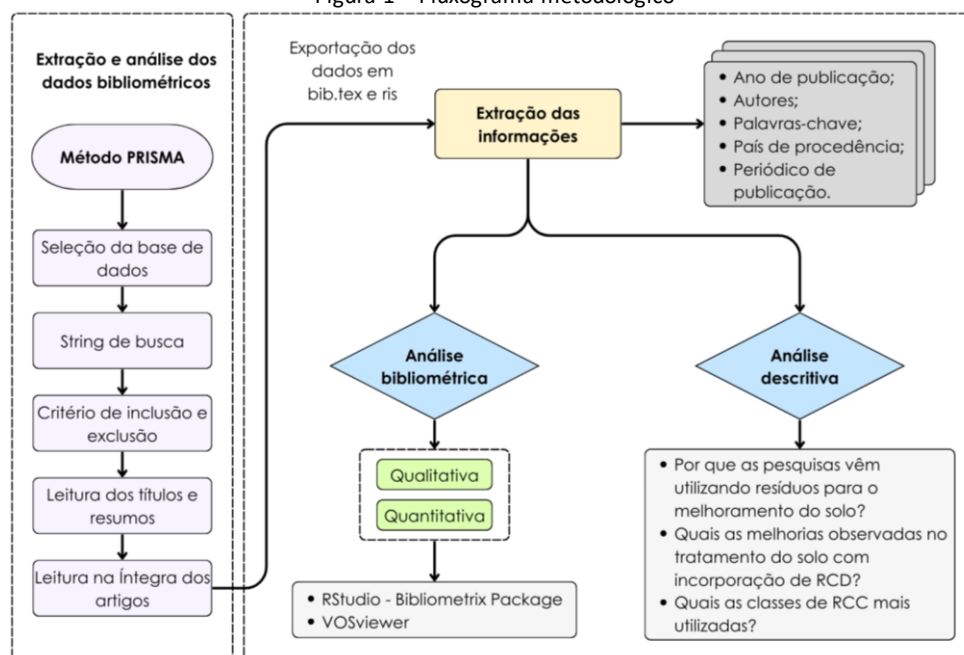 Figura 1 – Fluxograma metodológico
Extração e análise dos
dados bibliométricos
Método PRISMA
Seleção da base de
dados
String de busca
Critério de inclusão e
exclusão
Leitura dos títulos e
resumos
Leitura na Íntegra dos
artigos
Exportação dos
dados em
bib.tex e ris
Extração das
informações
• Ano de publicação;
• Autores;
• Palavras-chave;
• País de procedência;
• Periódico de
publicação.
Análise
bibliométrica
Qualitativa
Quantitativa
• RStudio - Bibliometrix Package
• VOSviewer
Análise
descritiva
• Por que as pesquisas vêm
utilizando resíduos para o
melhoramento do solo?
• Quais as melhorias observadas no
tratamento do solo com
incorporação de RCD?
• Quais as classes de RCC mais
utilizadas?